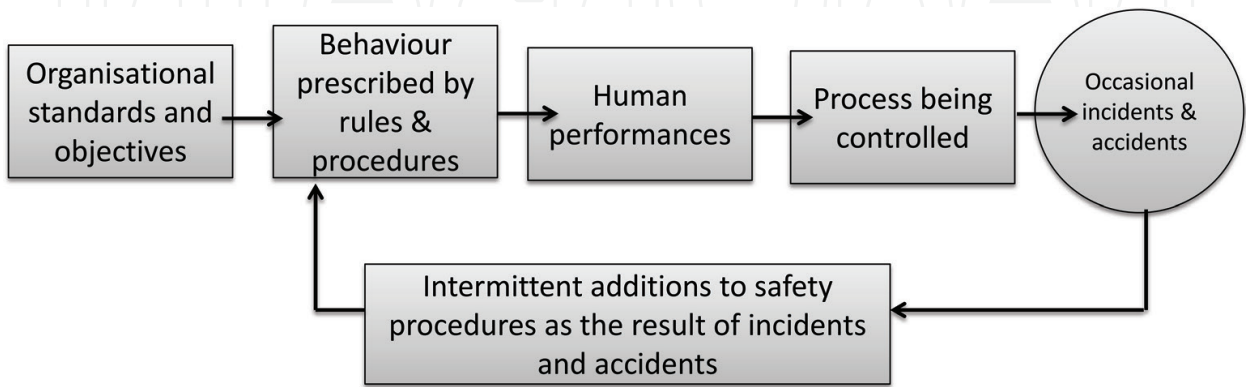 Organisational
standards and
objectives
Behaviour
prescribed by
rules &
procedures
Human
performances
Process being
controlled
Occasional
incidents &
accidents
Intermittent additions to safety
procedures as the result of incidents
and accidents